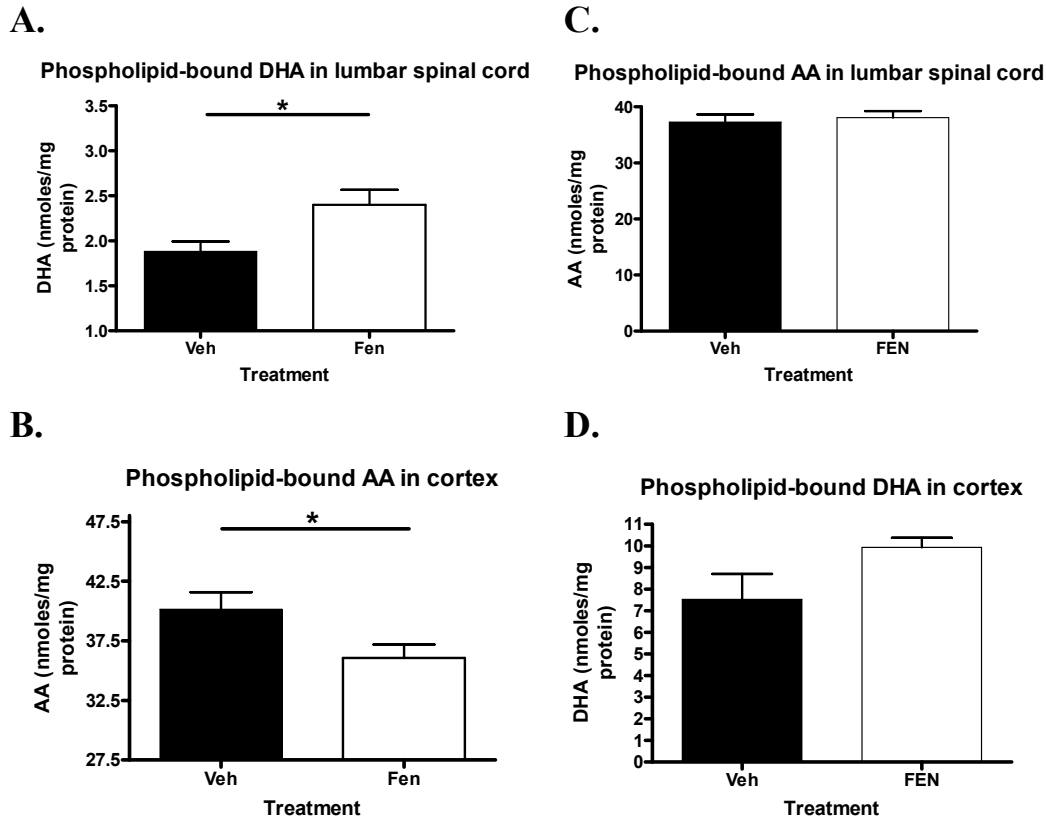 A.
Phospholipid-bound DHA in lumbar spinal cord
*
3.5
3.0
2.5
2.0
1.5
1.0
DHA (nmoles/mg
protein)
Veh
Fen
Treatment
C.
Phospholipid-bound AA in lumbar spinal cord
40
30
20
10
0
AA (nmoles/mg
protein)
Veh
FEN
Treatment
B.
Phospholipid-bound AA in cortex
*
47.5
42.5
37.5
32.5
27.5
AA (nmoles/mg
protein)
Veh
Fen
Treatment
D.
Phospholipid-bound DHA in cortex
11
10
9
8
7
6
5
4
3
2
1
0
DHA (nmoles/mg
protein)
Veh
FEN
Treatment